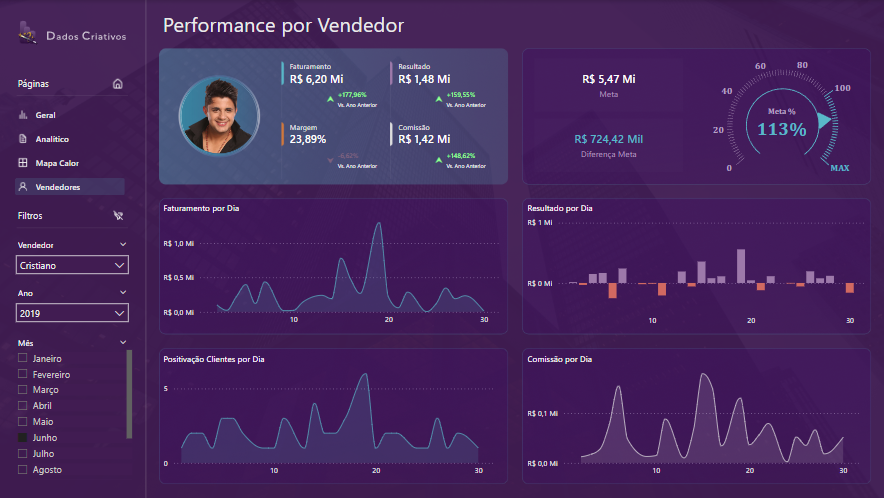 Dados Criativos
Performance por Vendedor
Páginas
Geral
Analítico
Mapa Calor
Vendedores
Filtros
Vendedor
Cristiano
Ano
2019
Mês
Janeiro
Fevereiro
Março
Abril
Maio
Junho
Julho
Agosto
Faturamento
R$ 6,20 Mi
+177,96%
Vs. Ano Anterior
Resultado
R$ 1,48 Mi
+159,55%
Vs. Ano Anterior
Margem
23,89%
Vs. Ano Anterior
Comissão
R$ 1,42 Mi
+148,62%
Vs. Ano Anterior
R$ 5,47 Mi
Meta
R$ 724,42 Mil
Diferença Meta
0
20
40
60
80
100
MAX
Meta %
113%
Faturamento por Dia
R$ 1,0 Mi
R$ 0,5 Mi
R$ 0,0 Mi
10
20
30
Resultado por Dia
R$ 1 Mi
R$ 0 Mi
10
20
30
Positivação Clientes por Dia
5
0
10
20
30
Comissão por Dia
R$ 0,1 Mi
R$ 0,0 Mi
10
20
30